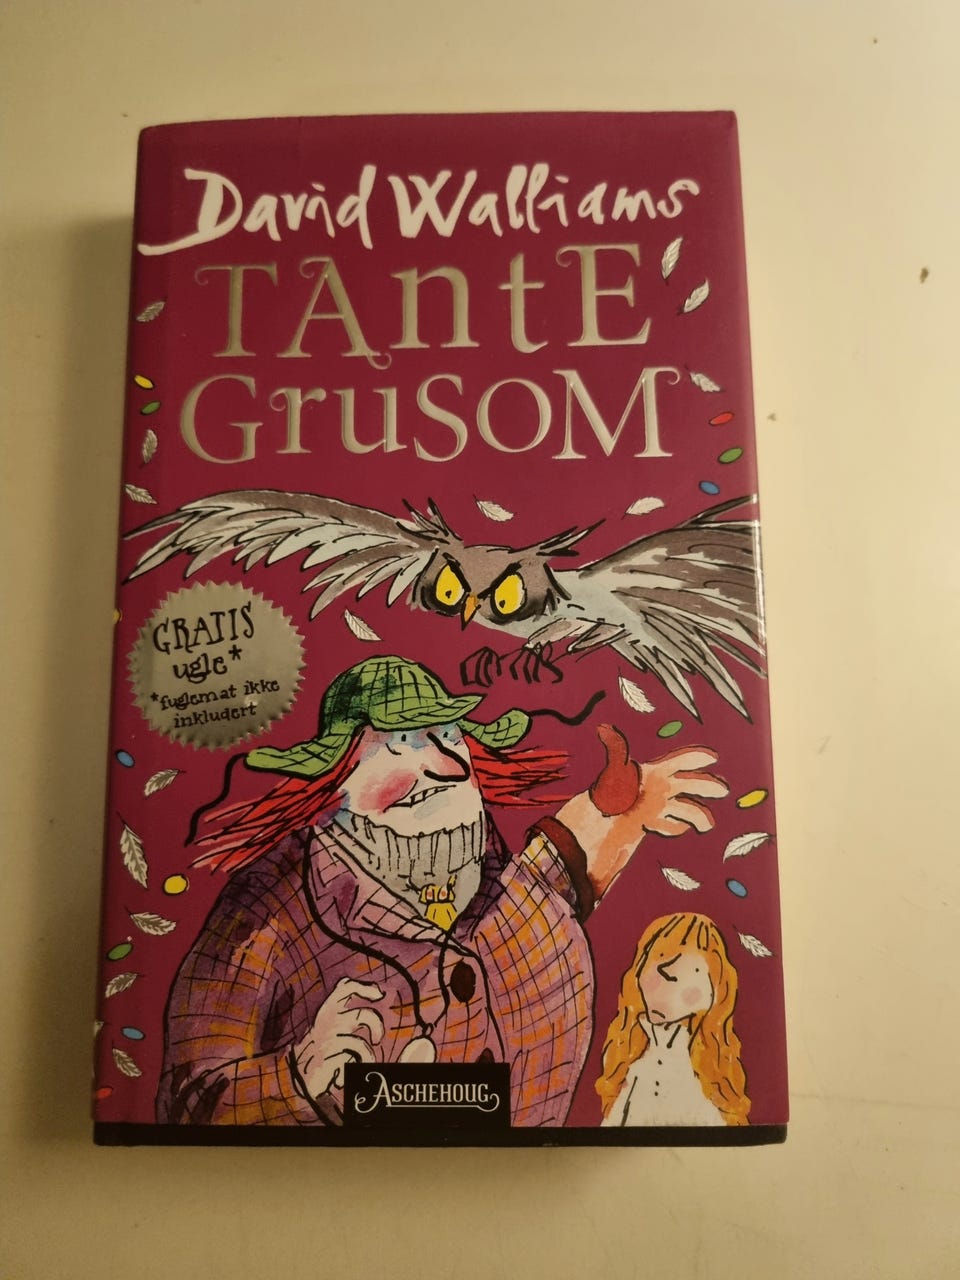 David Walliams
TAntE
GrusoM
GRATIS
ugle*
*fuglemat ikke
inkludert
ASCHEHOUG